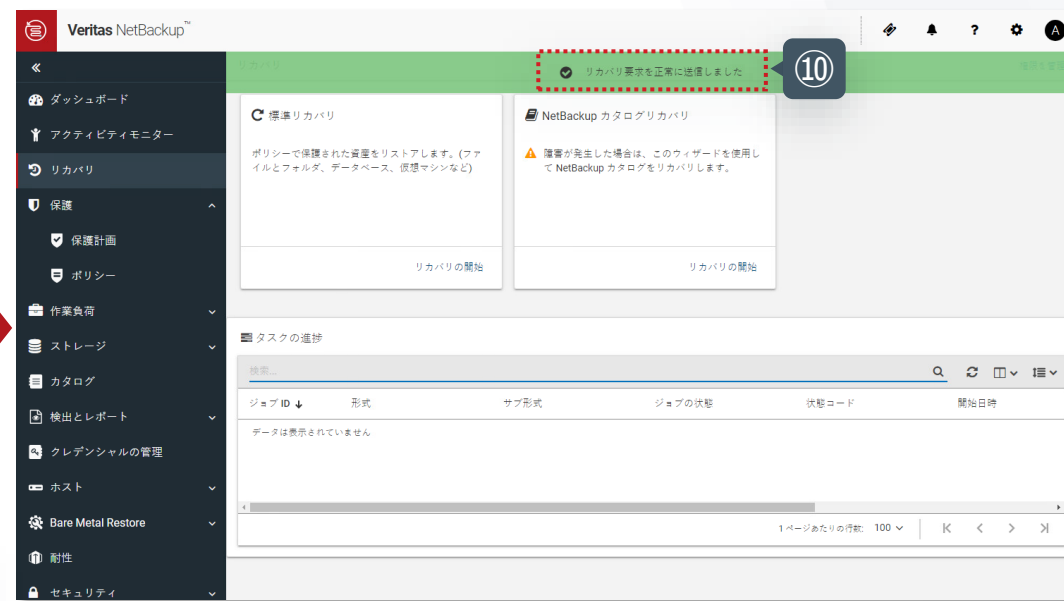 Veritas NetBackup™
?
A
«
リカバリ
リカバリ要求を正常に送信しました
⑩
ダッシュボード
アクティビティモニター
リカバリ
保護
保護計画
ポリシー
作業負荷
ストレージ
カタログ
検出とレポート
クレデンシャルの管理
ホスト
Bare Metal Restore
耐性
セキュリティ
標準リカバリ
ポリシーで保護された資産をリストアします。(ファ
イルとフォルダ、データベース、仮想マシンなど)
リカバリの開始
NetBackup カタログリカバリ
障害が発生した場合は、このウィザードを使用し
て NetBackup カタログをリカバリします。
リカバリの開始
タスクの進捗
検索...
ジョブ ID ↓ 形式 サブ形式 ジョブの状態 状態コード 開始日時
データは表示されていません
1 ページあたりの行数: 100